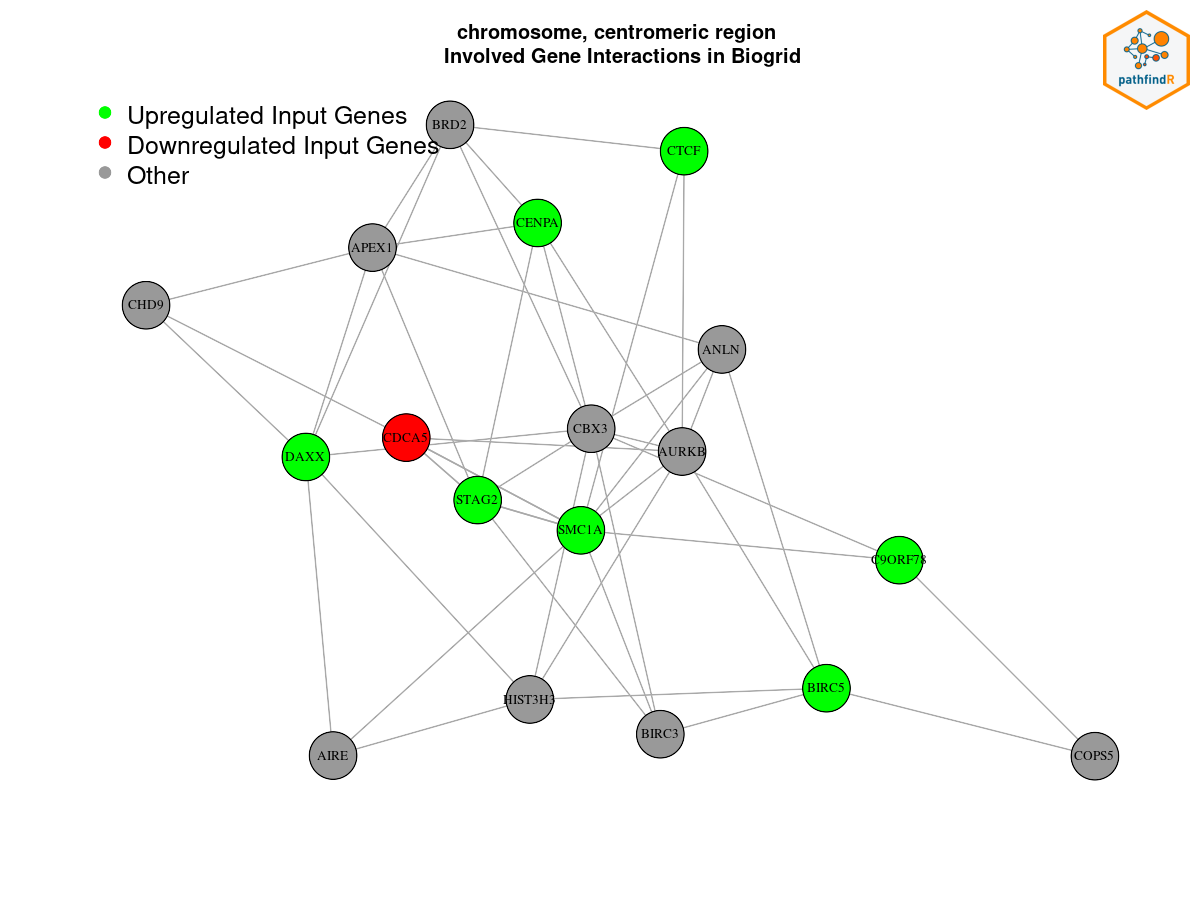 chromosome, centromeric region
Involved Gene Interactions in Biogrid
pathfindR
Upregulated Input Genes
Downregulated Input Genes
Other
BRD2
CTCF
CENPA
APEX1
CHD9
ANLN
CBX3
CDCA5
AURKB
DAXX
STAG2
SMC1A
C9ORF78
BIRC5
HIST3H3
BIRC3
AIRE
COPS5